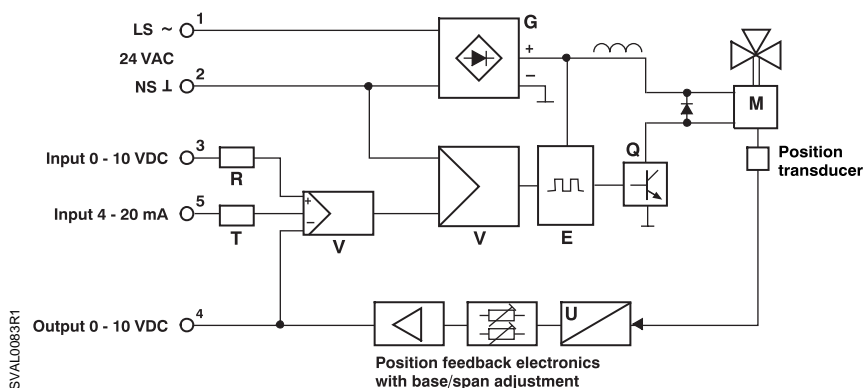 LS ~ 1
G
24 VAC
+
−
NS ⊥ 2
M
Input 0 - 10 VDC 3
R
Q
Position
transducer
Input 4 - 20 mA 5
T
+
−
V
V
E
Output 0 - 10 VDC 4
U
Position feedback electronics
with base/span adjustment
SVAL0083R1